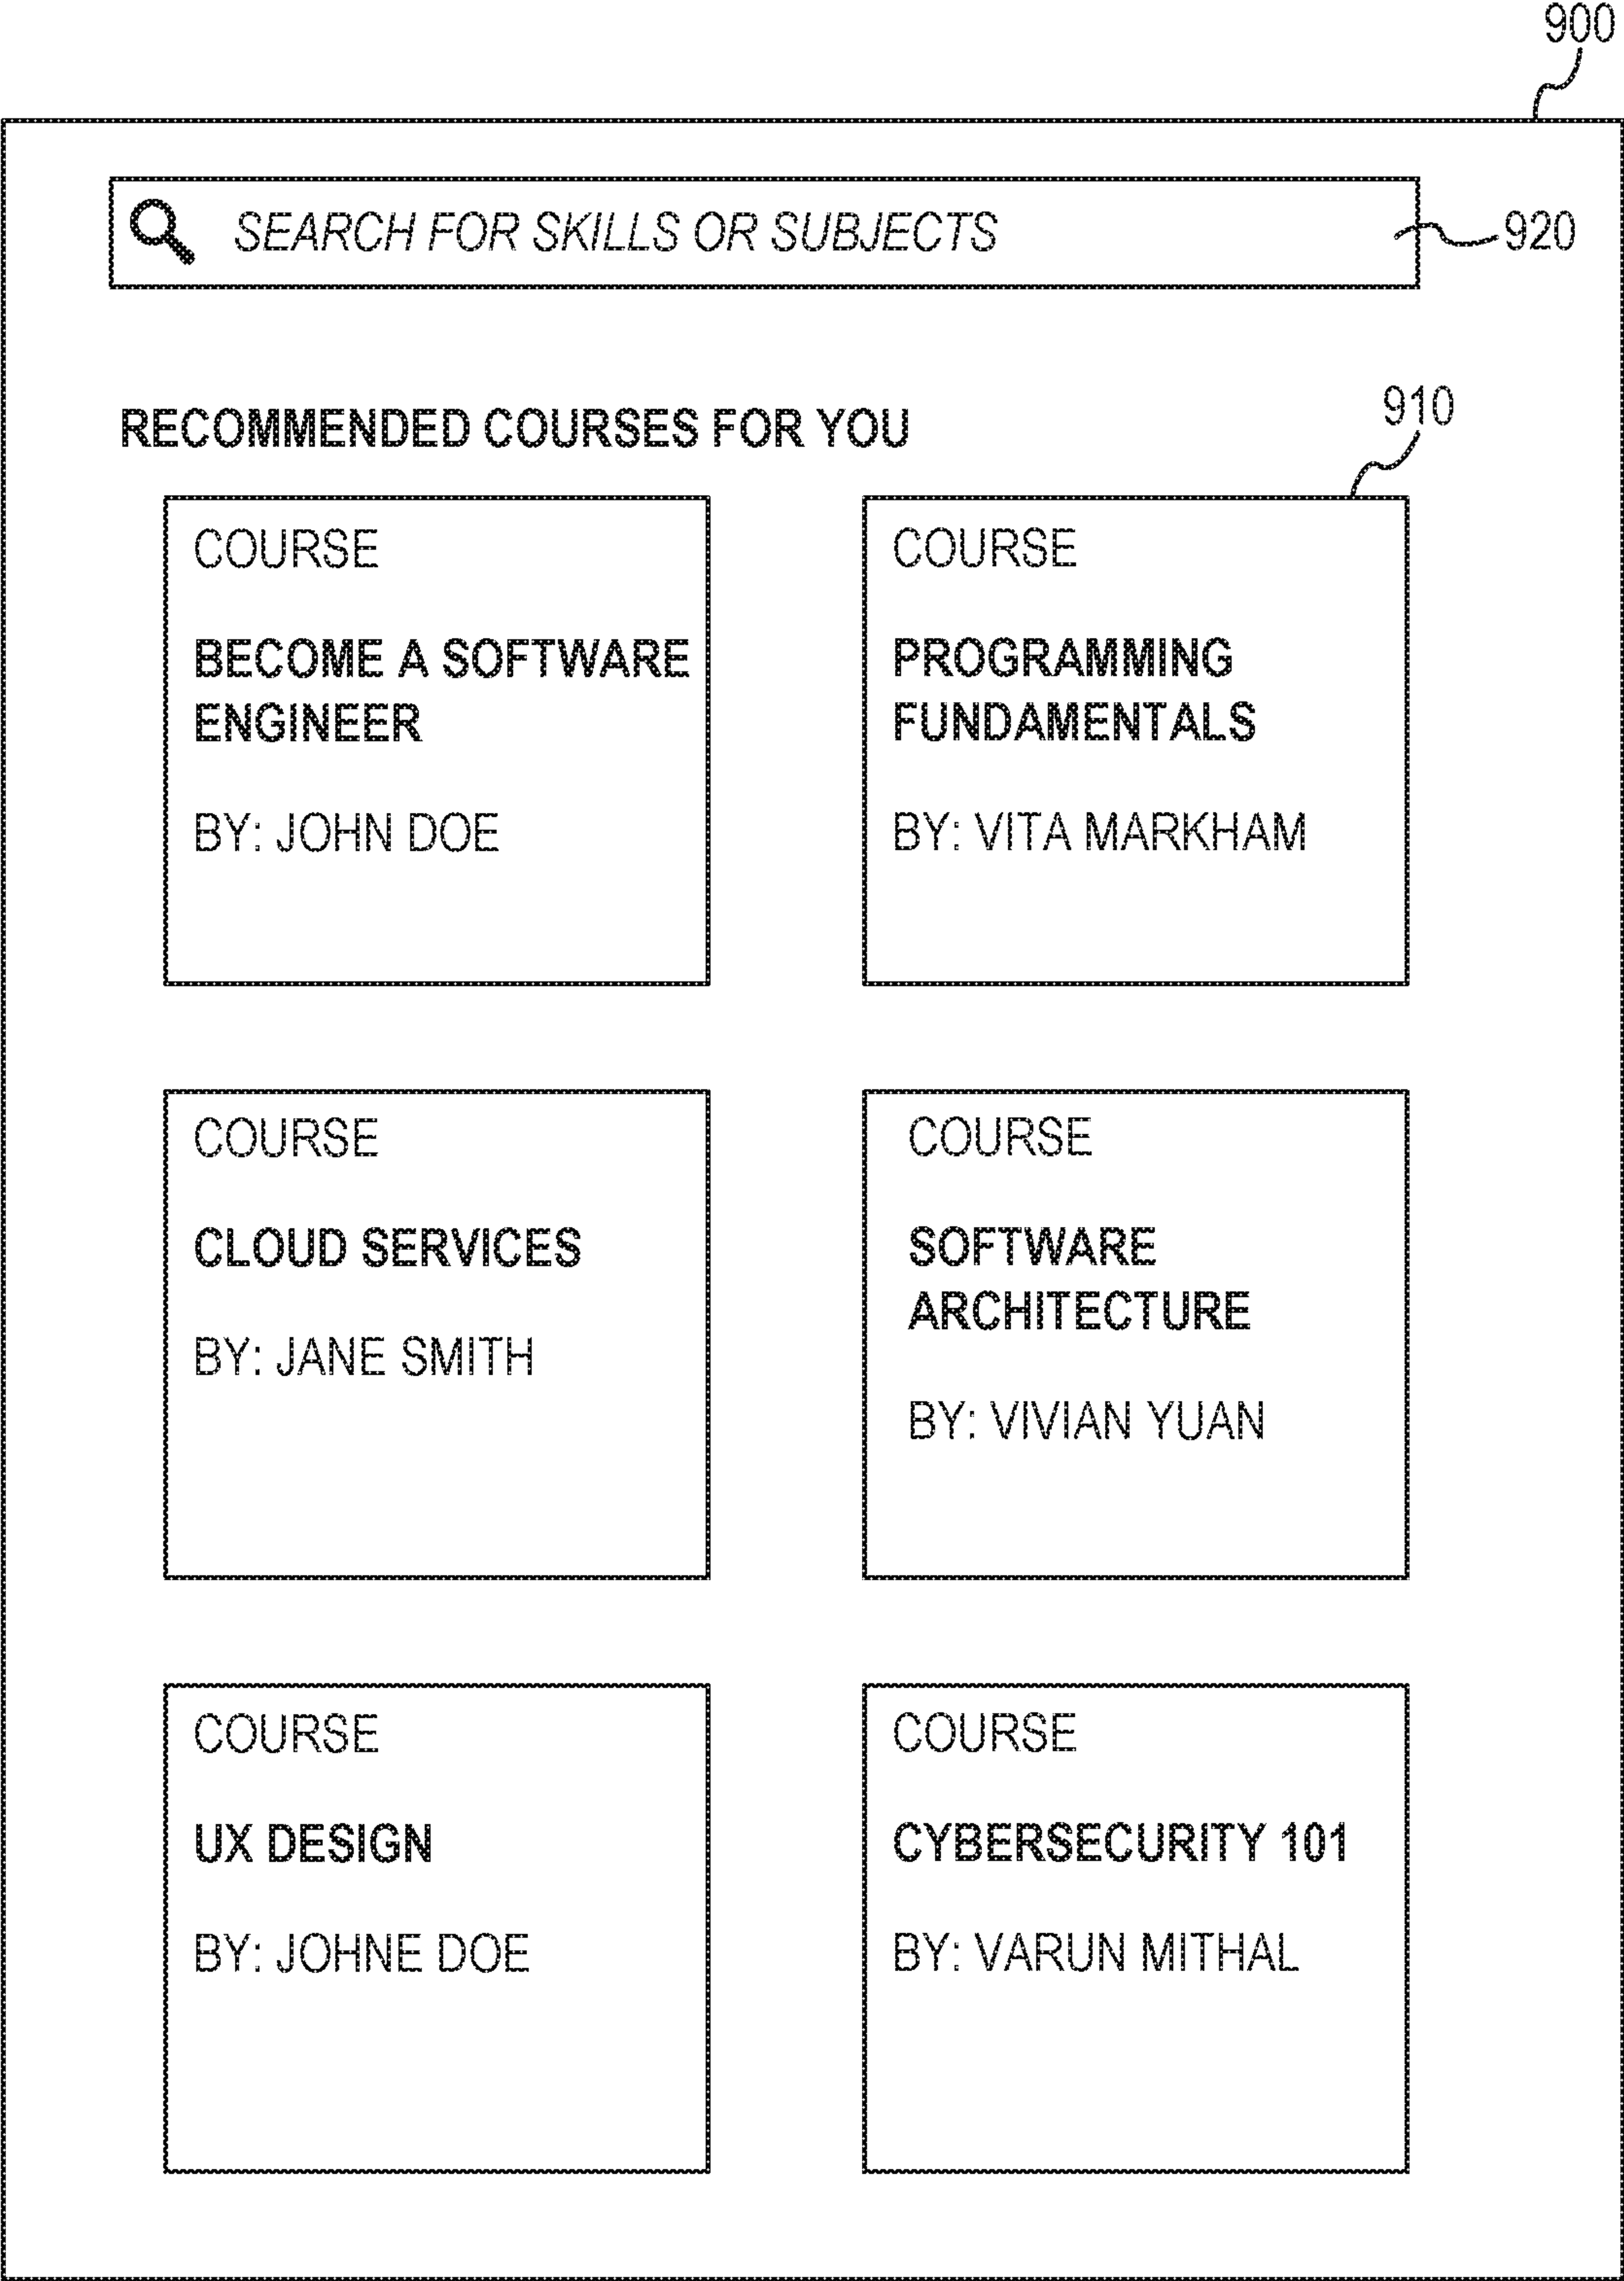 900
SEARCH FOR SKILLS OR SUBJECTS
920
RECOMMENDED COURSES FOR YOU
910
COURSE
BECOME A SOFTWARE
ENGINEER
BY: JOHN DOE
COURSE
PROGRAMMING
FUNDAMENTALS
BY: VITA MARKHAM
COURSE
CLOUD SERVICES
BY: JANE SMITH
COURSE
SOFTWARE
ARCHITECTURE
BY: VIVIAN YUAN
COURSE
UX DESIGN
BY: JOHNE DOE
COURSE
CYBERSECURITY 101
BY: VARUN MITHAL